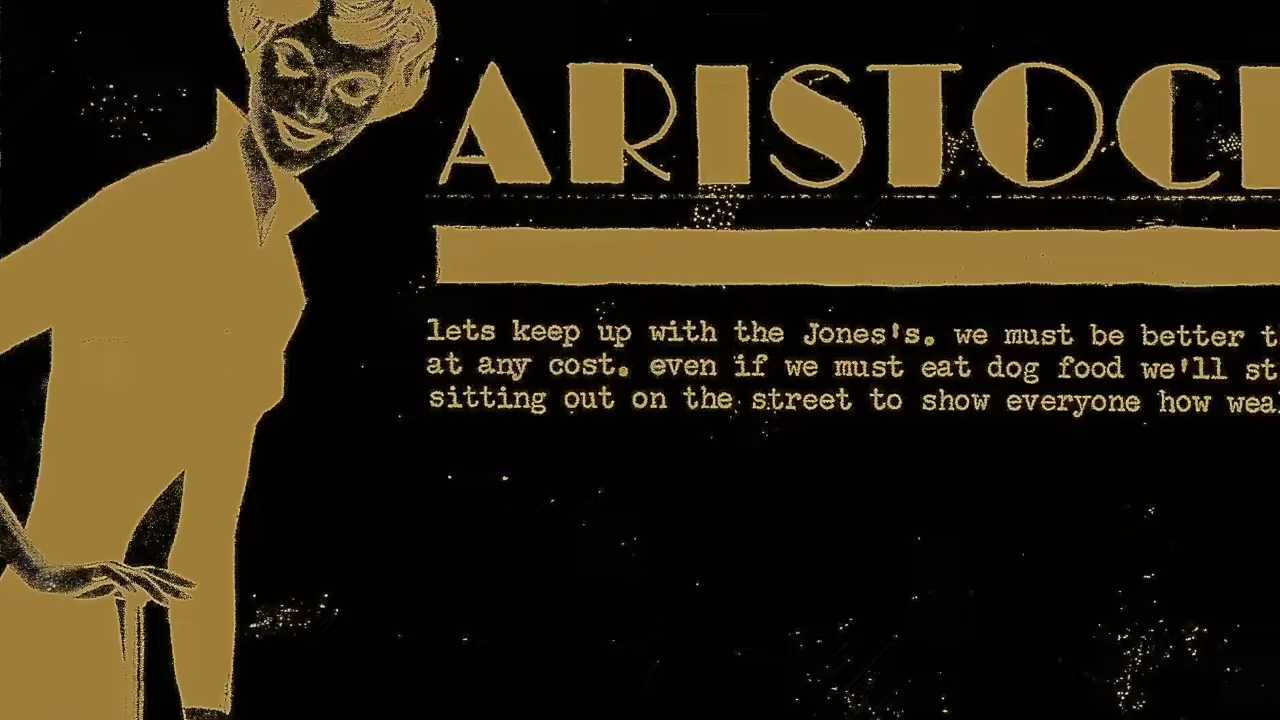 ARISTOC
lets keep up with the Jones's. we must be better t
at any cost. even if we must eat dog food we'll st
sitting out on the street to show everyone how wea